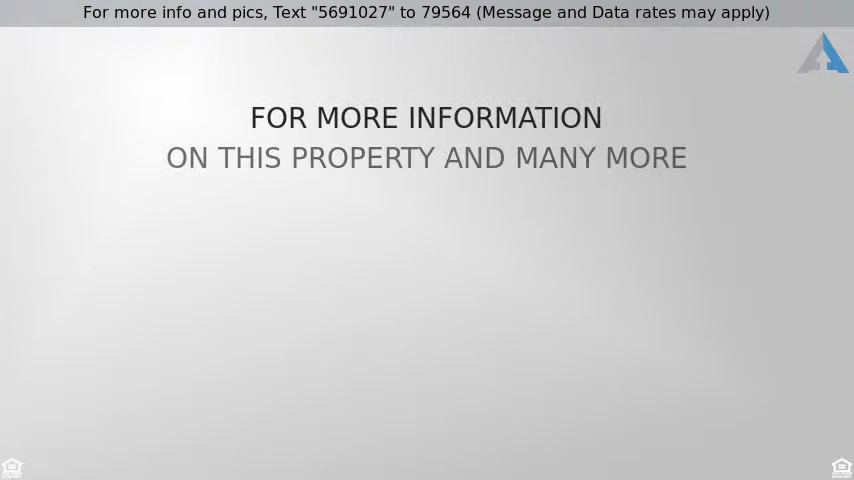 For more info and pics, Text "5691027" to 79564 (Message and Data rates may apply)
FOR MORE INFORMATION
ON THIS PROPERTY AND MANY MORE